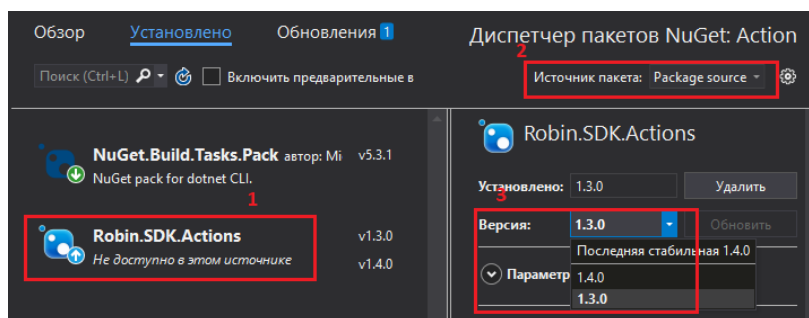 Обзор Установлено Обновления 1
Диспетчер пакетов NuGet: Action
2
Поиск (Ctrl+L) Включить предварительные в
Источник пакета: Package source
NuGet.Build.Tasks.Pack автор: Mi v5.3.1
NuGet pack for dotnet CLI.
1
Robin.SDK.Actions v1.3.0
Не доступно в этом источнике v1.4.0
Robin.SDK.Actions
Установлено: 1.3.0 Удалить
3
Версия: 1.3.0 Обновить
Последняя стабильная 1.4.0
Параметр 1.4.0
1.3.0